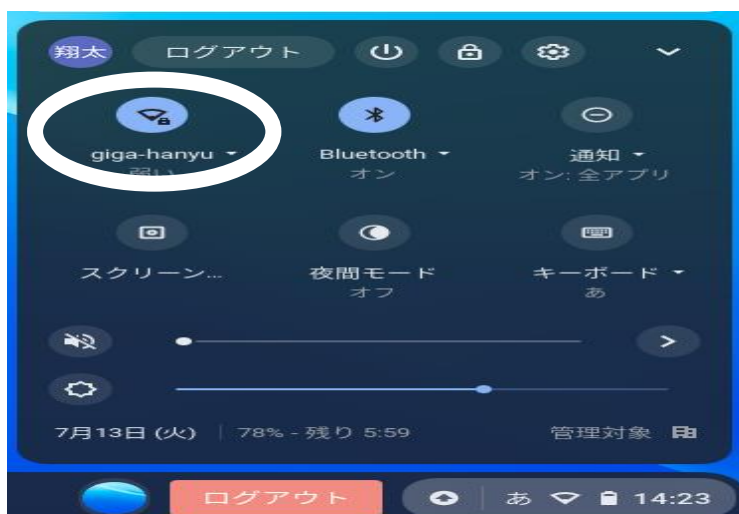 翔太 ログアウト
giga-hanyu Bluetooth 通知
弱い オン オン: 全アプリ
スクリーン... 夜間モード キーボード
オフ あ
7月13日 (火) | 78% - 残り 5:59 管理対象
ログアウト あ 14:23